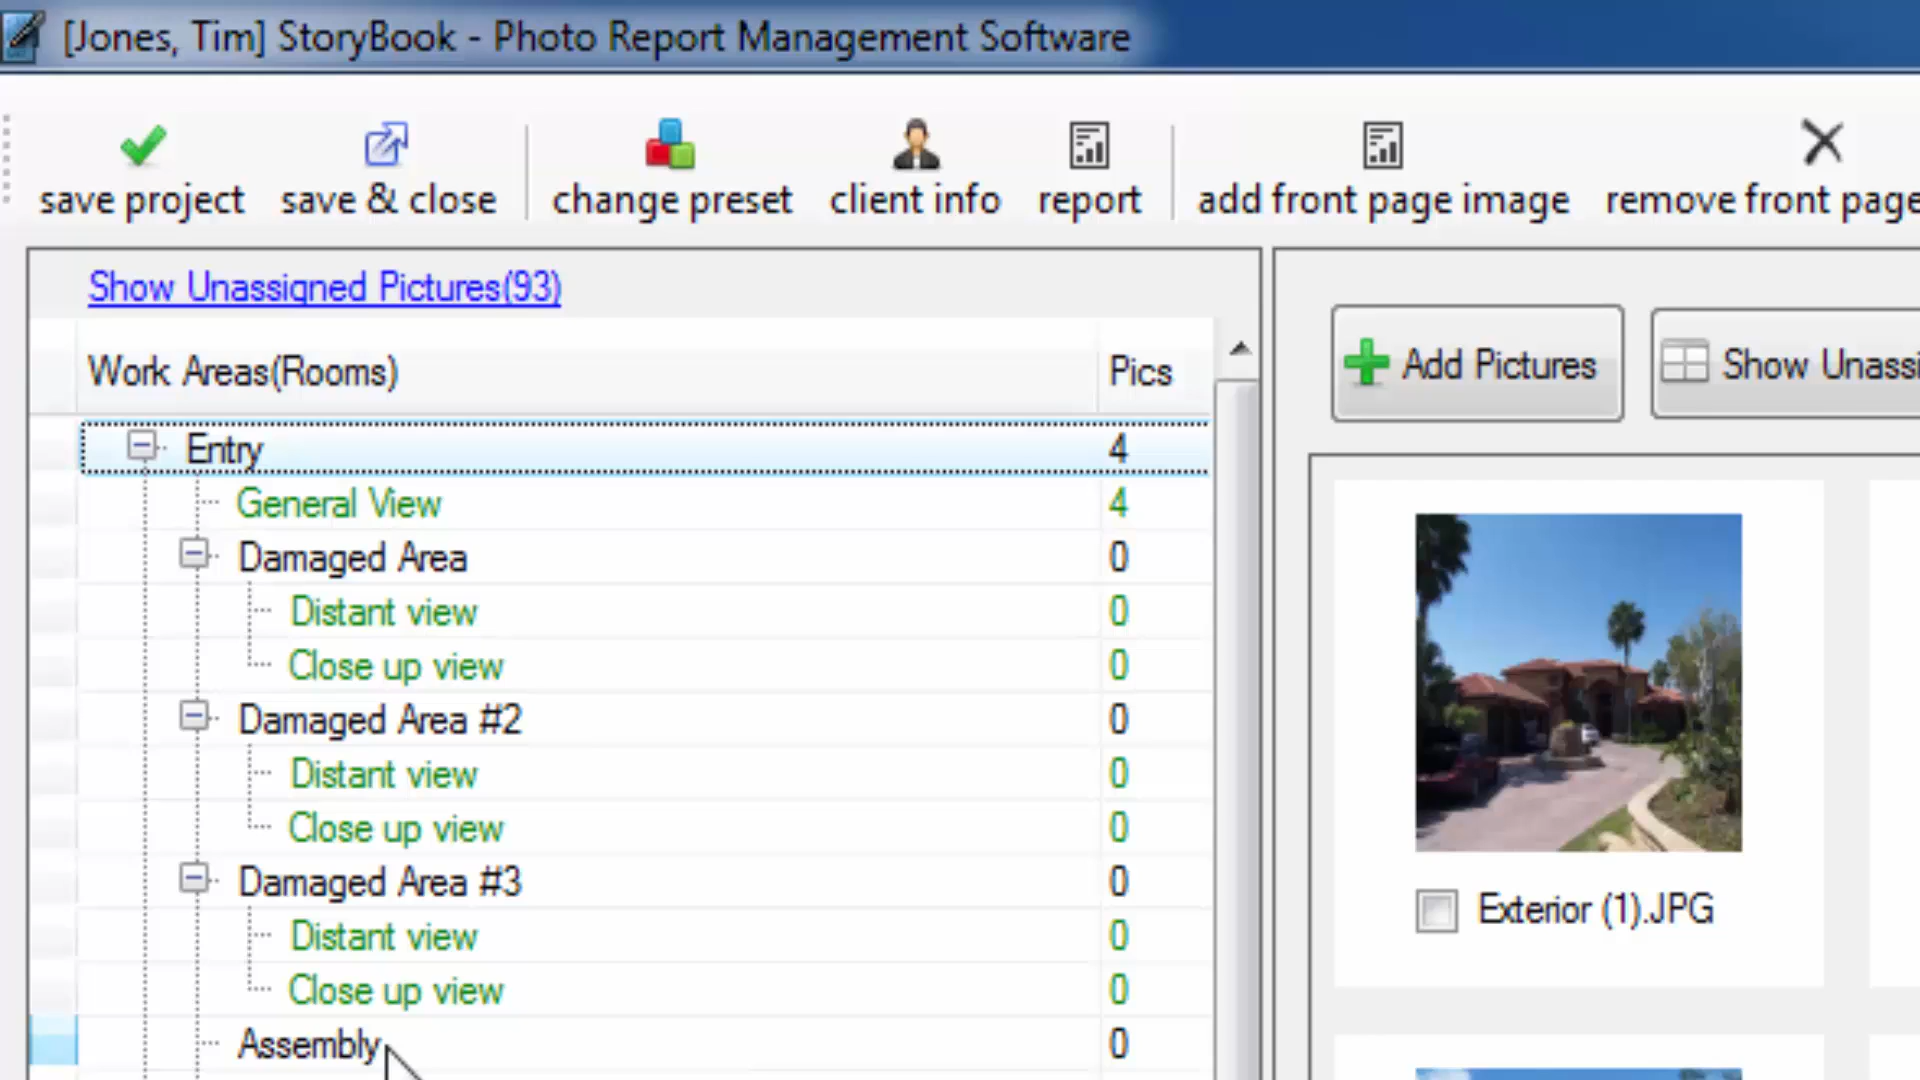 [Jones, Tim] StoryBook - Photo Report Management Software
save project save & close change preset client info report add front page image remove front page
Show Unassigned Pictures(93)
Work Areas(Rooms) Pics
Add Pictures Show Unassi
Entry 4
General View 4
Damaged Area 0
Distant view 0
Close up view 0
Damaged Area #2 0
Distant view 0
Close up view 0
Damaged Area #3 0
Exterior (1).JPG
Distant view 0
Close up view 0
Assembly 0